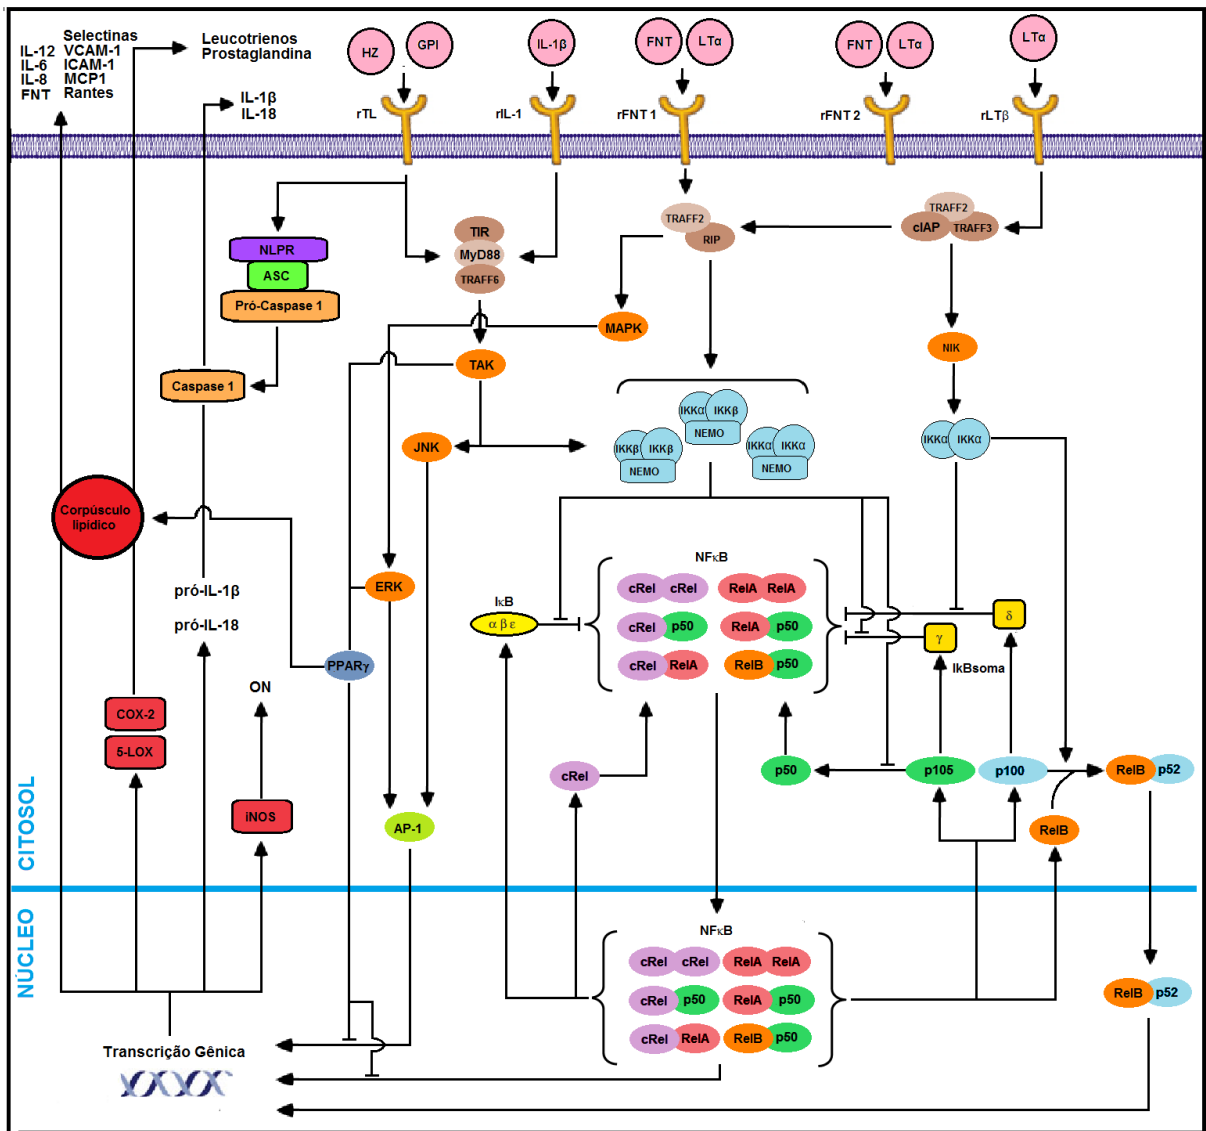 Selectinas
IL-12 VCAM-1
IL-6 ICAM-1
IL-8 MCP1
FNT Rantes
Leucotrienos
Prostaglandina
IL-1β
IL-18
HZ
GPI
IL-1β
FNT
LTα
FNT
LTα
LTα
rTL
rIL-1
rFNT 1
rFNT 2
rLTβ
NLPR
ASC
Pró-Caspase 1
Caspase 1
TIR
MyD88
TRAFF6
TRAFF2
RIP
TRAFF2
cIAP
TRAFF3
MAPK
TAK
NIK
JNK
IKKα
IKKβ
NEMO
IKKβ
IKKβ
NEMO
IKKα
IKKα
NEMO
IKKα
IKKα
Corpúsculo
lipídico
pró-IL-1β
pró-IL-18
ERK
PPARγ
IκB
α β ε
NFκB
cRel
cRel
RelA
RelA
cRel
p50
RelA
p50
cRel
RelA
RelB
p50
δ
γ
IkBsoma
ON
COX-2
5-LOX
iNOS
AP-1
cRel
p50
p105
p100
RelB
p52
RelB
CITOSOL
NÚCLEO
NFκB
cRel
cRel
RelA
RelA
cRel
p50
RelA
p50
cRel
RelA
RelB
p50
RelB
p52
Transcrição Gênica